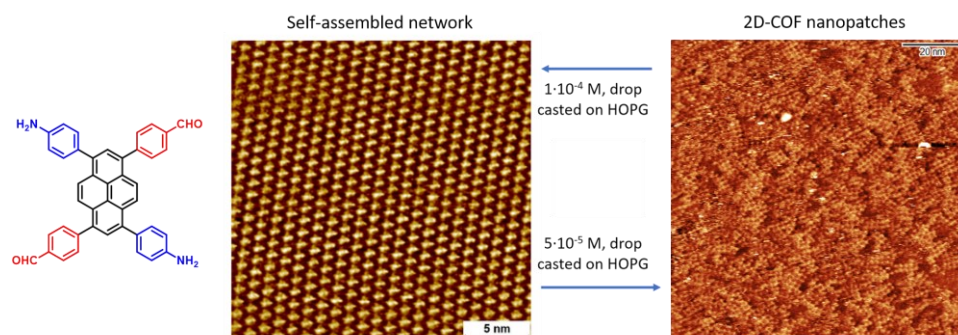 Self-assembled network
2D-COF nanopatches
H₂N
CHO
OHC
NH₂
5 nm
1·10⁻⁴ M, drop
casted on HOPG
5·10⁻⁵ M, drop
casted on HOPG
20 nm